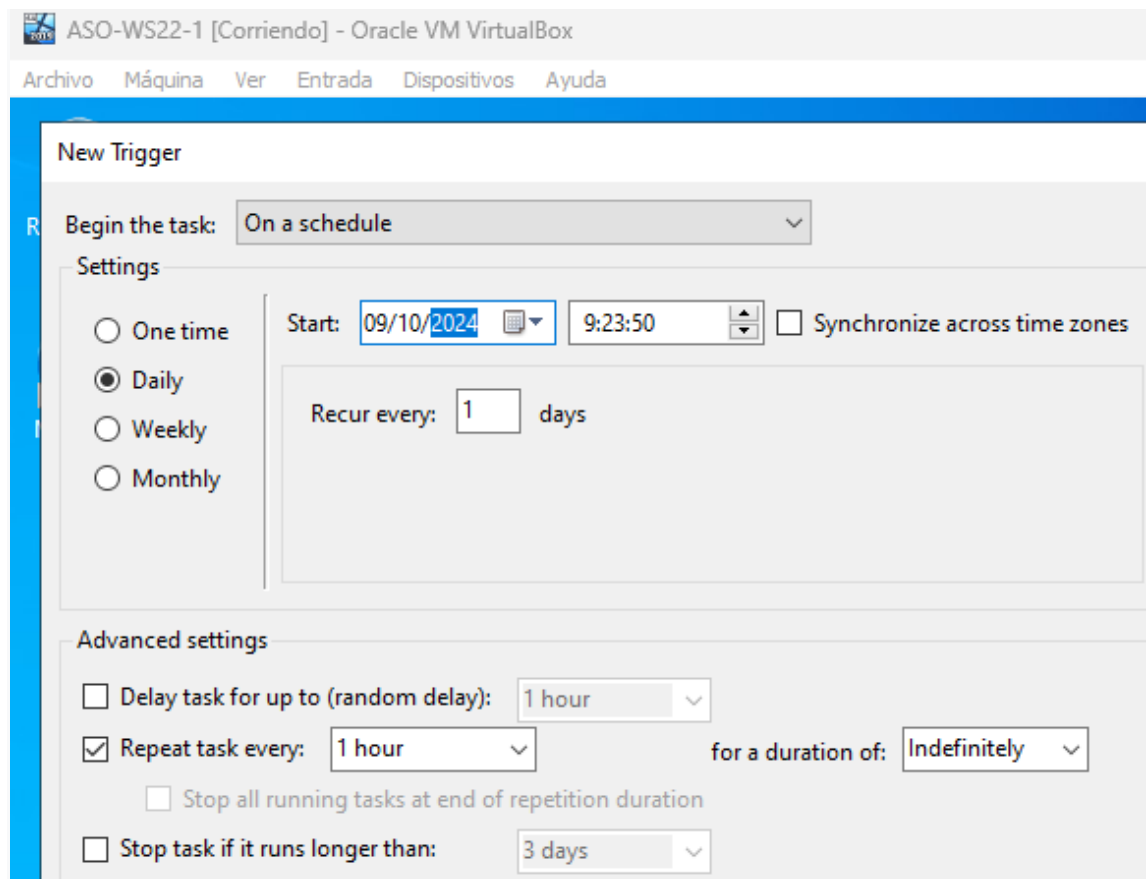 ASO-WS22-1 [Corriendo] - Oracle VM VirtualBox
Archivo Máquina Ver Entrada Dispositivos Ayuda
New Trigger
Begin the task: On a schedule
Settings
One time
Daily
Weekly
Monthly
Start: 09/10/2024 9:23:50 Synchronize across time zones
Recur every: 1 days
Advanced settings
Delay task for up to (random delay): 1 hour
Repeat task every: 1 hour for a duration of: Indefinitely
Stop all running tasks at end of repetition duration
Stop task if it runs longer than: 3 days